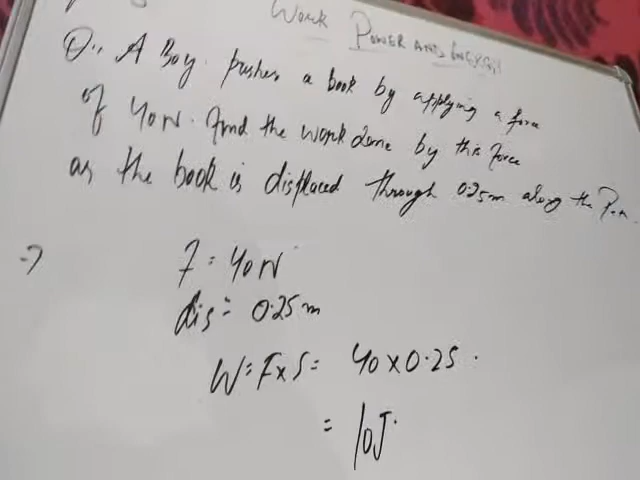 Work Power and Energy
Q.. A Boy pushes a book by applying a force
of 40N. Find the work done by this force
as the book is displaced through 0.25m along the
→ F = 40N
dis = 0.25m
W = F x S = 40 x 0.25.
= 10J.